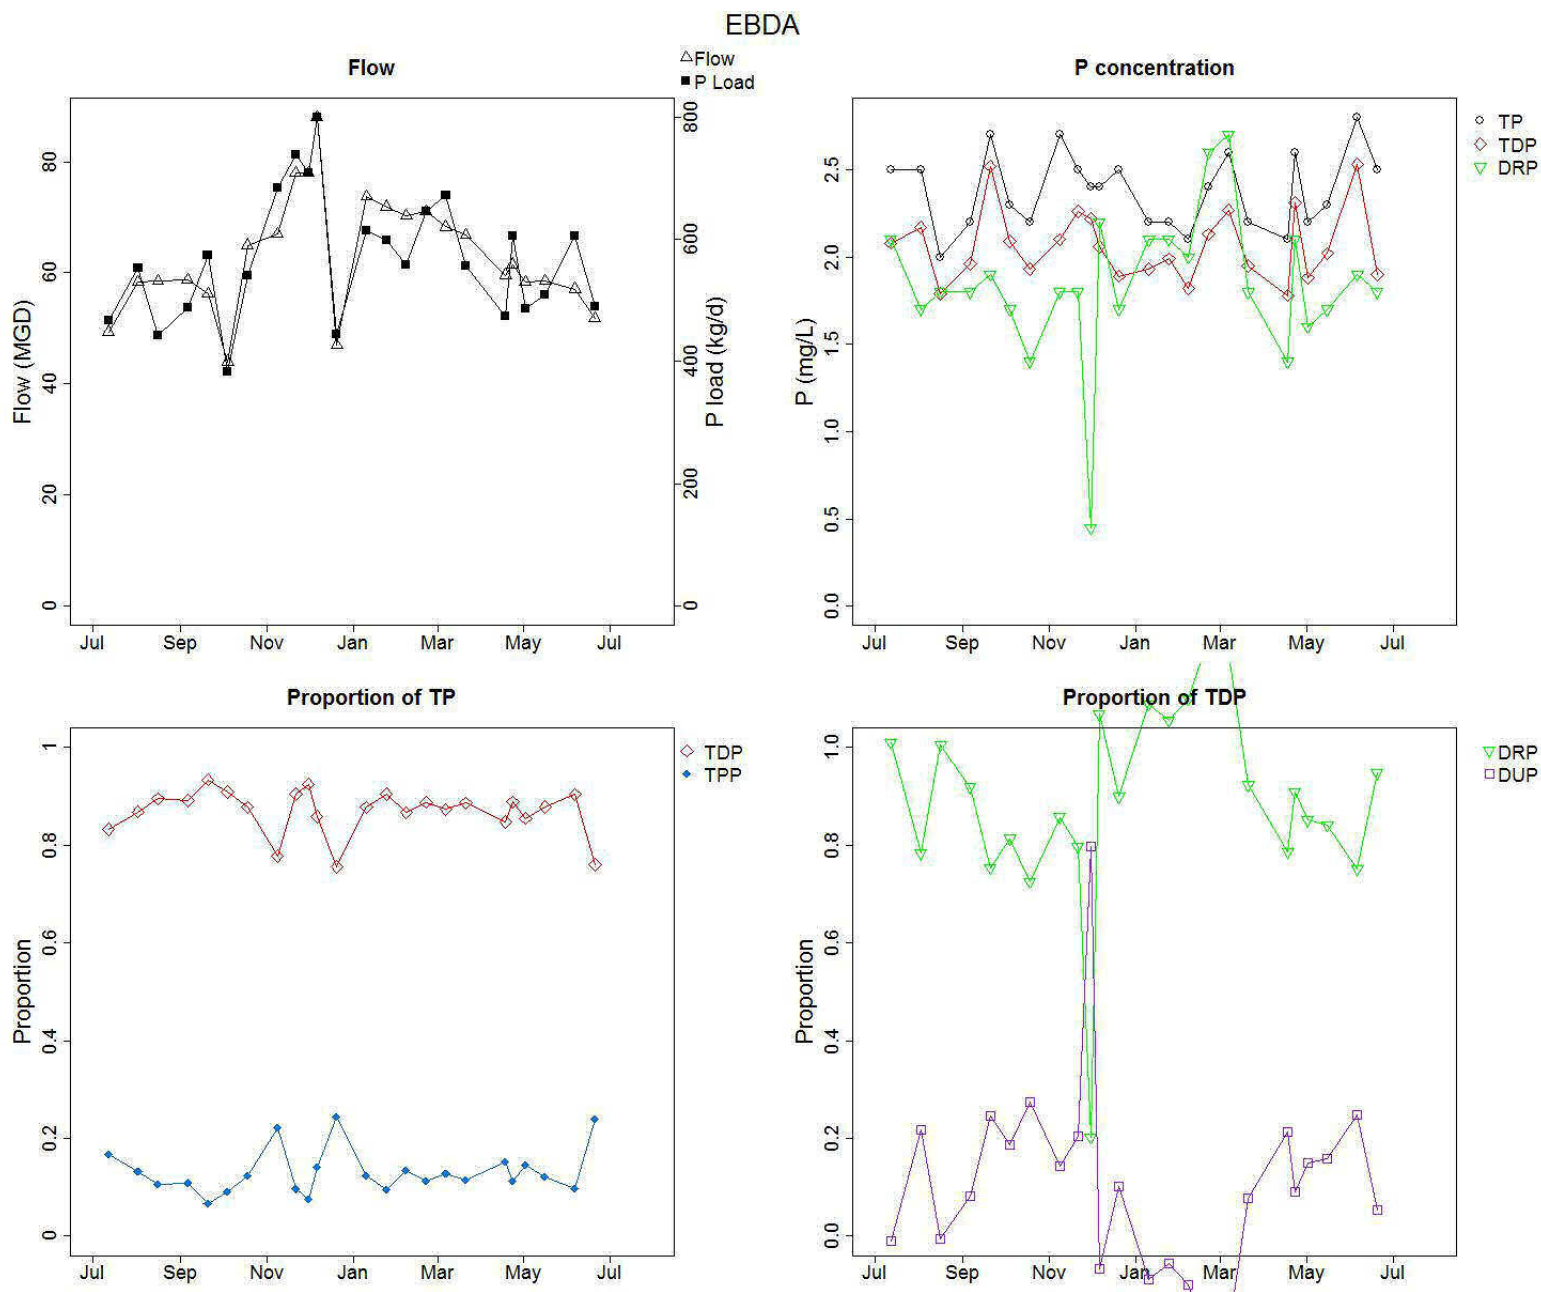 EBDA
Flow
Flow
P Load
80
60
40
20
0
Flow (MGD)
800
600
400
200
0
P load (kg/d)
Jul Sep Nov Jan Mar May Jul
P concentration
TP
TDP
DRP
2.5
2.0
1.5
1.0
0.5
0.0
P (mg/L)
Jul Sep Nov Jan Mar May Jul
Proportion of TP
TDP
TPP
1
0.8
0.6
0.4
0.2
0
Proportion
Jul Sep Nov Jan Mar May Jul
Proportion of TDP
DRP
DUP
1.0
0.8
0.6
0.4
0.2
0.0
Proportion
Jul Sep Nov Jan Mar May Jul